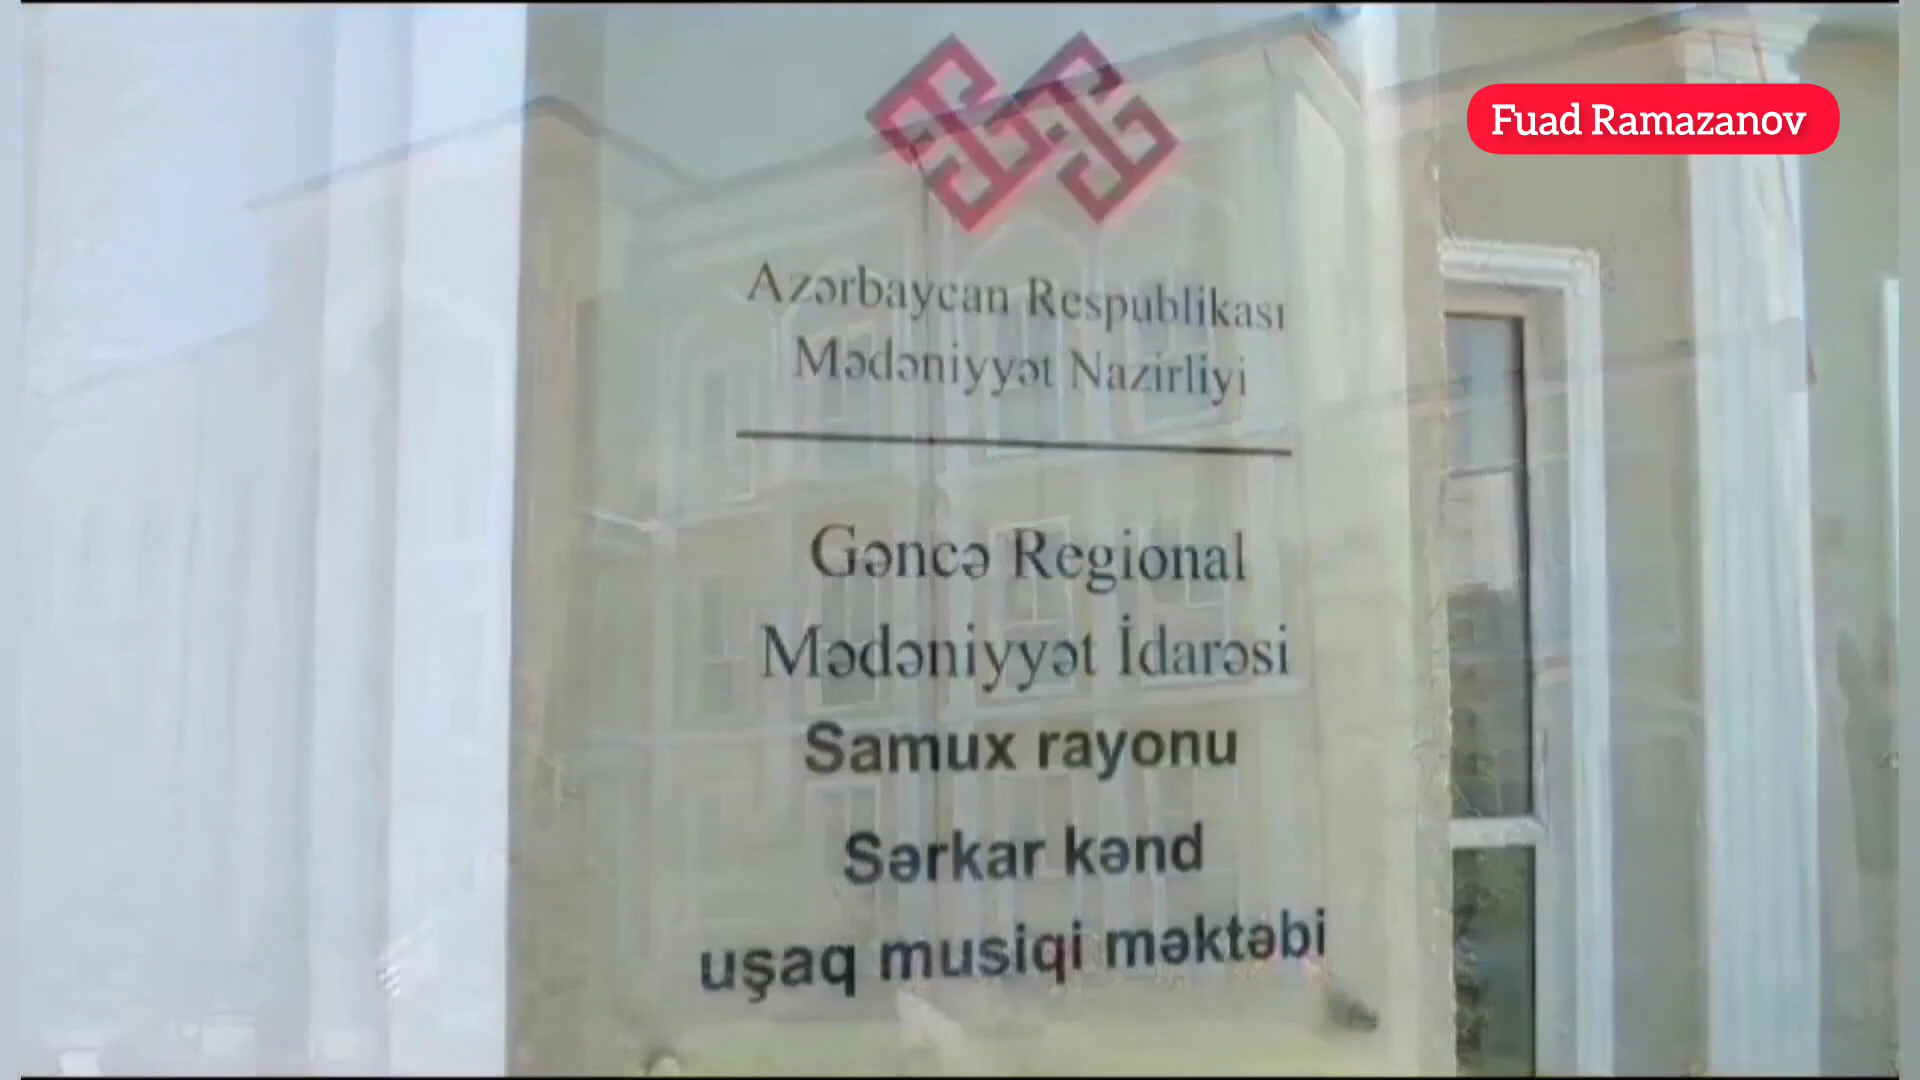 Fuad Ramazanov
Azərbaycan Respublikası
Mədəniyyət Nazirliyi
Gəncə Regional
Mədəniyyət İdarəsi
Samux rayonu
Sərkar kənd
uşaq musiqi məktəbi